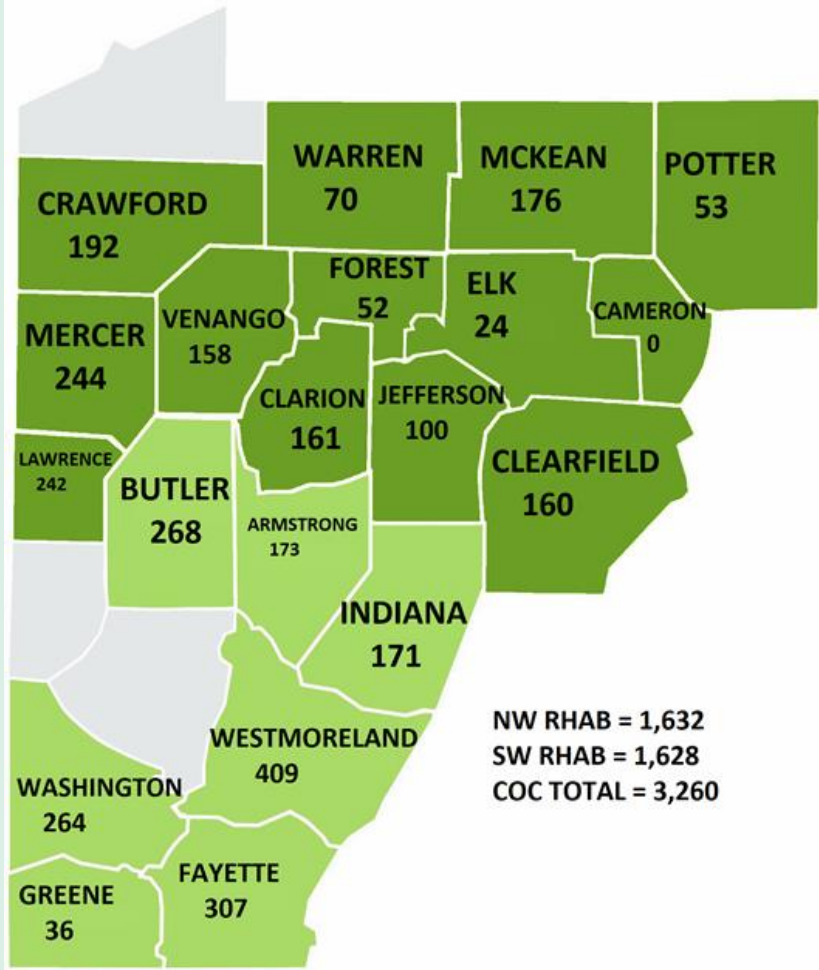 WARREN
70
MCKEAN
176
POTTER
53
CRAWFORD
192
FOREST
52
ELK
24
CAMERON
0
VENANGO
158
MERCER
244
CLARION
161
JEFFERSON
100
LAWRENCE
242
BUTLER
268
CLEARFIELD
160
ARMSTRONG
173
INDIANA
171
WESTMORELAND
409
NW RHAB = 1,632
SW RHAB = 1,628
COC TOTAL = 3,260
WASHINGTON
264
FAYETTE
307
GREENE
36